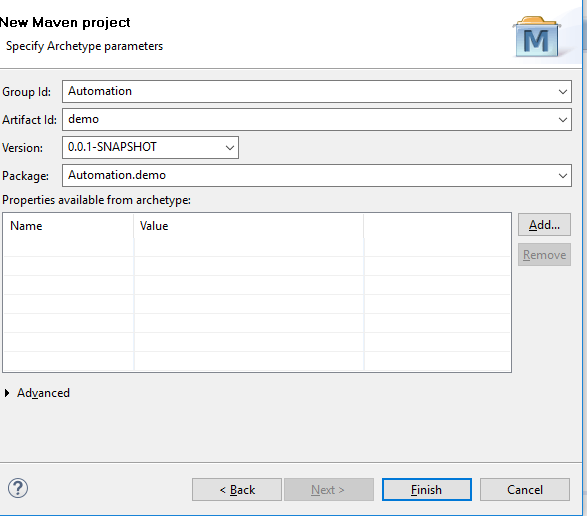 New Maven project
Specify Archetype parameters
M
Group Id: Automation
Artifact Id: demo
Version: 0.0.1-SNAPSHOT
Package: Automation.demo
Properties available from archetype:
Name Value
Add...
Remove
Advanced
?
< Back Next > Finish Cancel